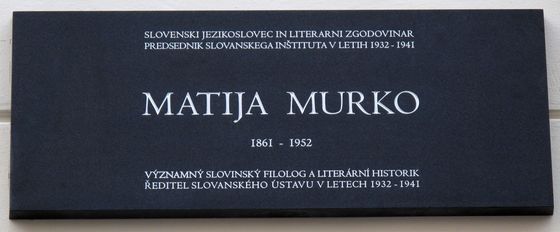 SLOVENSKI JEZIKOSLOVEC IN LITERARNI ZGODOVINAR
PREDSEDNIK SLOVANSKEGA INŠTITUTA V LETIH 1932 - 1941
MATIJA MURKO
1861 - 1952
VÝZNAMNÝ SLOVINSKÝ FILOLOG A LITERÁRNÍ HISTORIK
ŘEDITEL SLOVANSKÉHO ÚSTAVU V LETECH 1932 - 1941